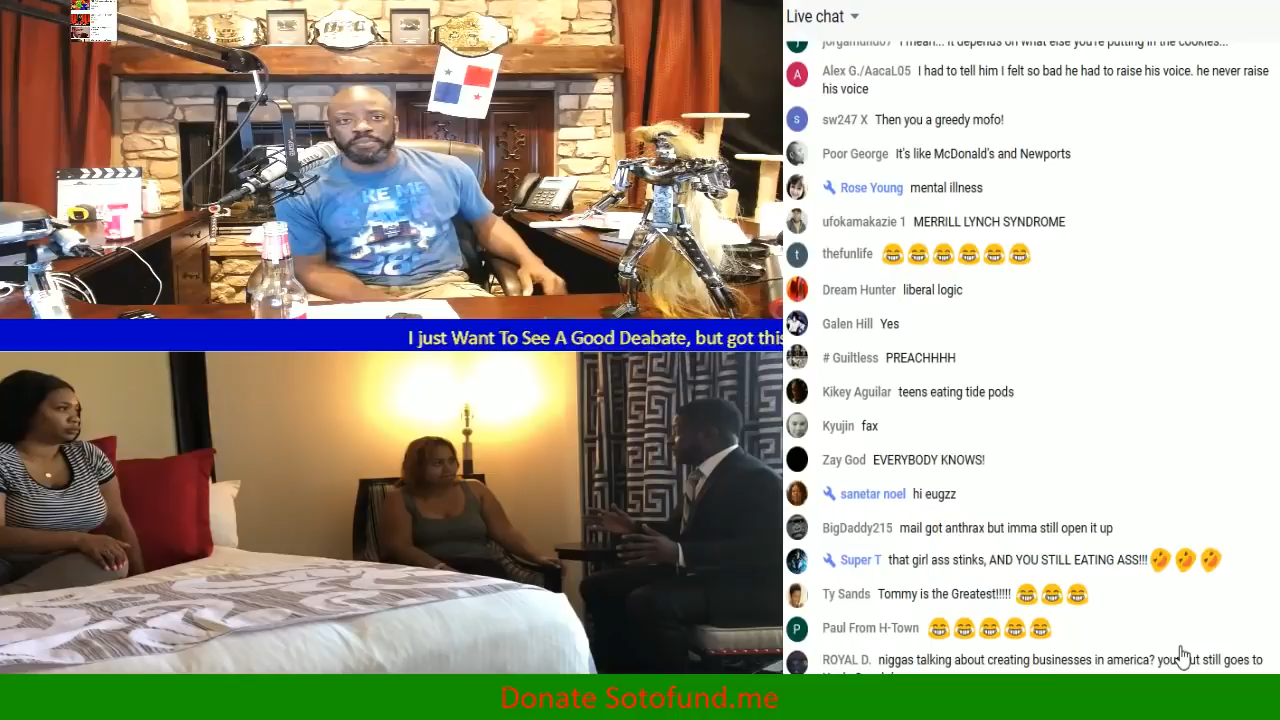 Live chat
jorgamundo7 I mean... it depends on what else you're putting in the cookies...
Alex G./AacaL05 I had to tell him I felt so bad he had to raise his voice. he never raise
his voice
sw247 X Then you a greedy mofo!
Poor George It's like McDonald's and Newports
Rose Young mental illness
ufokamakazie 1 MERRILL LYNCH SYNDROME
thefunlife
Dream Hunter liberal logic
Galen Hill Yes
# Guiltless PREACHHHH
Kikey Aguilar teens eating tide pods
Kyujin fax
Zay God EVERYBODY KNOWS!
sanetar noel hi eugzz
BigDaddy215 mail got anthrax but imma still open it up
Super T that girl ass stinks, AND YOU STILL EATING ASS!!!
Ty Sands Tommy is the Greatest!!!!!
Paul From H-Town
ROYAL D. niggas talking about creating businesses in america? you still goes to
I just Want To See A Good Deabate, but got this
Donate Sotofund.me